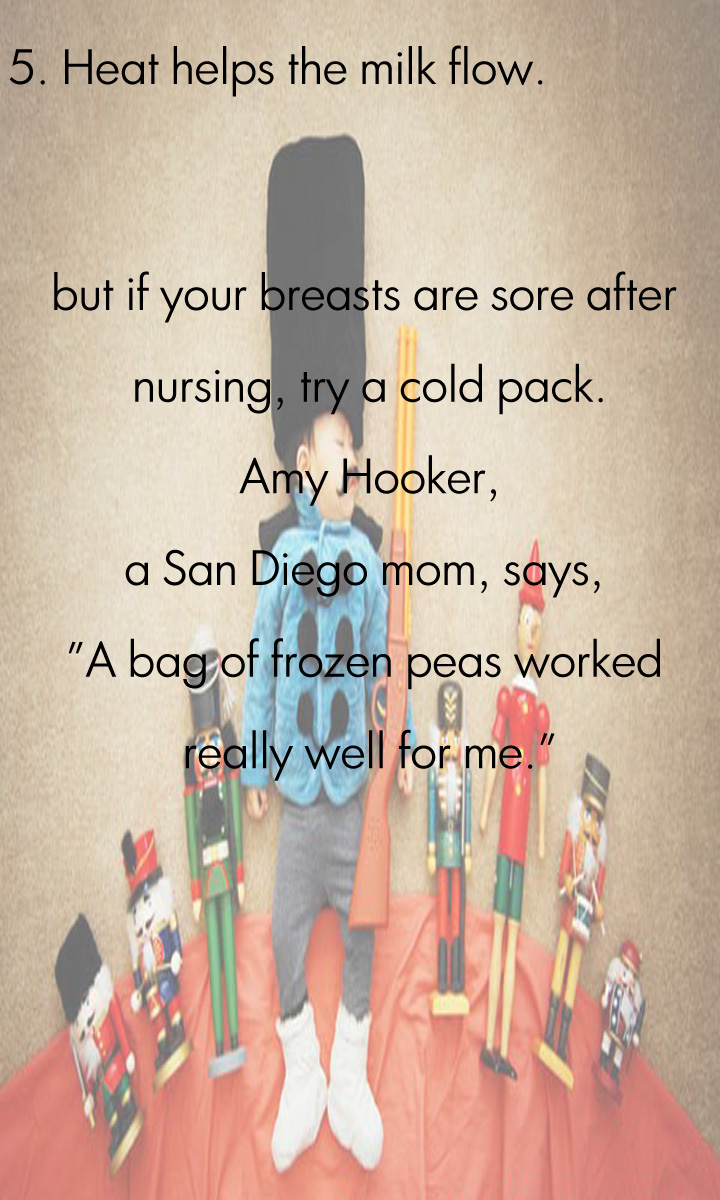 5. Heat helps the milk flow.
but if your breasts are sore after
nursing, try a cold pack.
Amy Hooker,
a San Diego mom, says,
"A bag of frozen peas worked
really well for me."